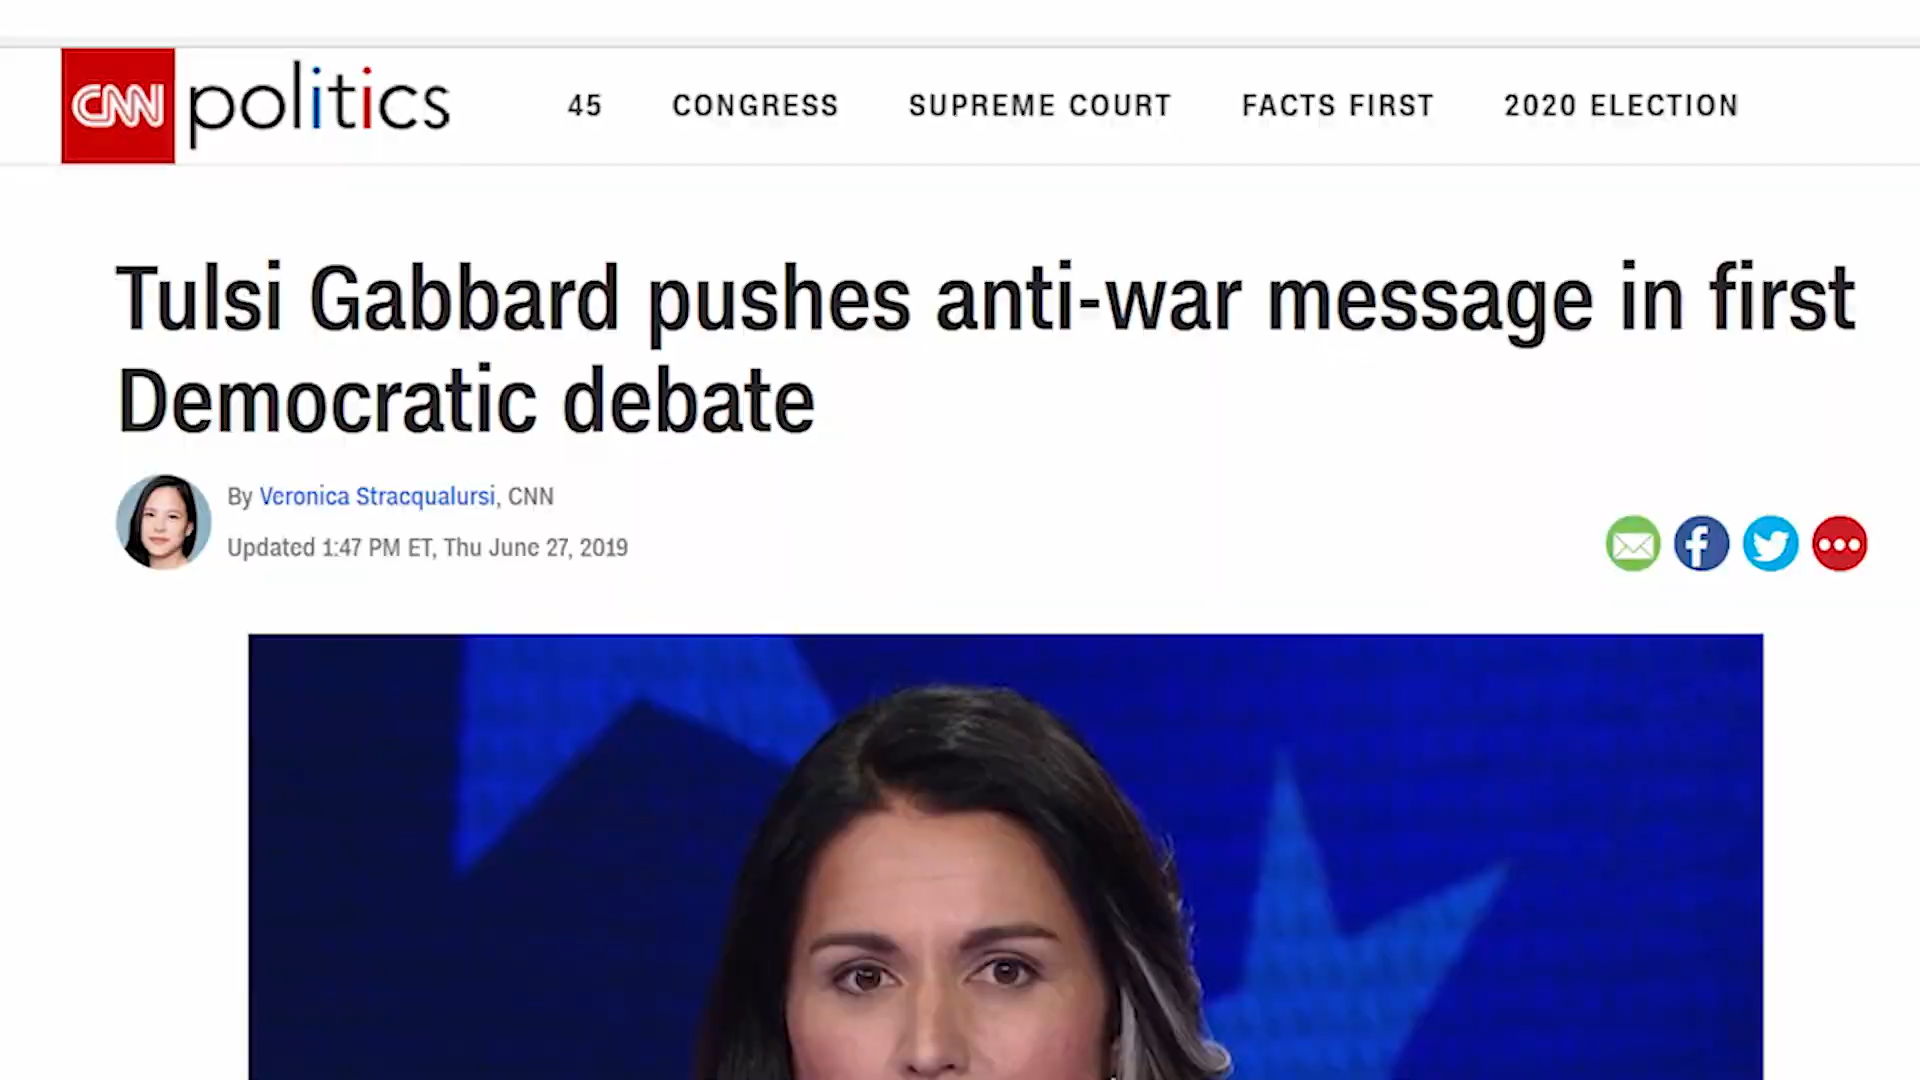 CNN politics 45 CONGRESS SUPREME COURT FACTS FIRST 2020 ELECTION
Tulsi Gabbard pushes anti-war message in first
Democratic debate
By Veronica Stracqualursi, CNN
Updated 1:47 PM ET, Thu June 27, 2019